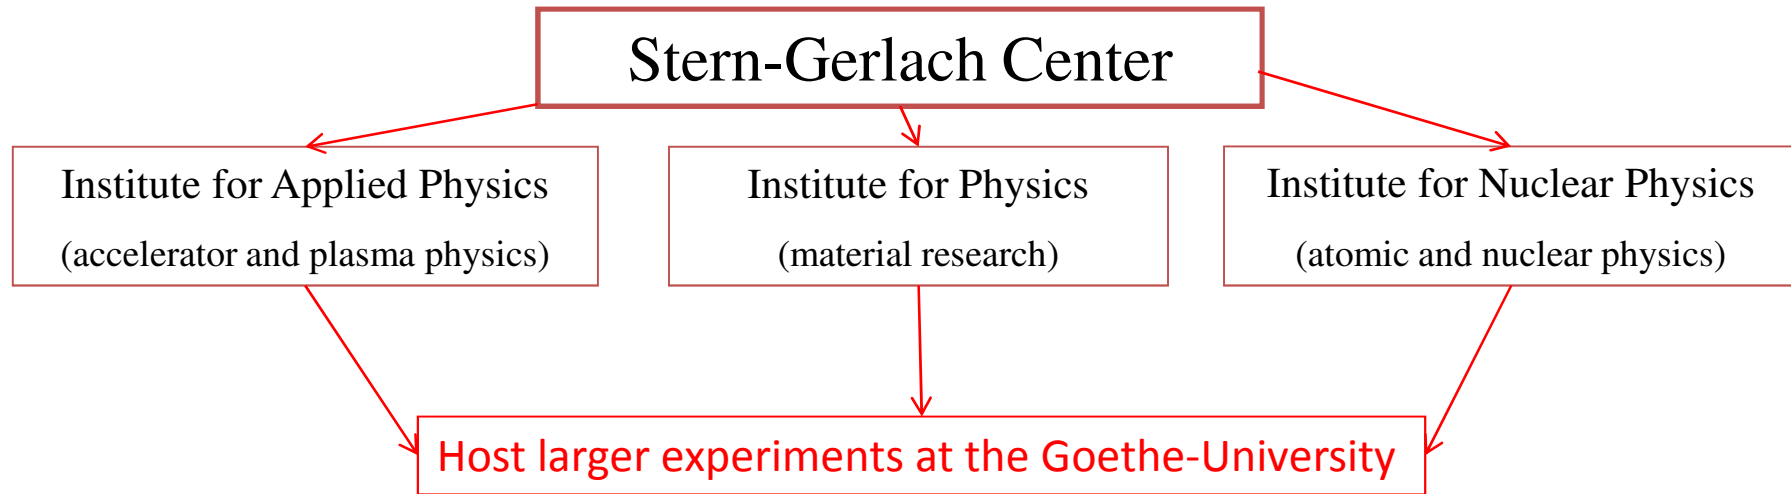 Stern-Gerlach Center
Institute for Applied Physics
(accelerator and plasma physics)
Institute for Physics
(material research)
Institute for Nuclear Physics
(atomic and nuclear physics)
Host larger experiments at the Goethe-University